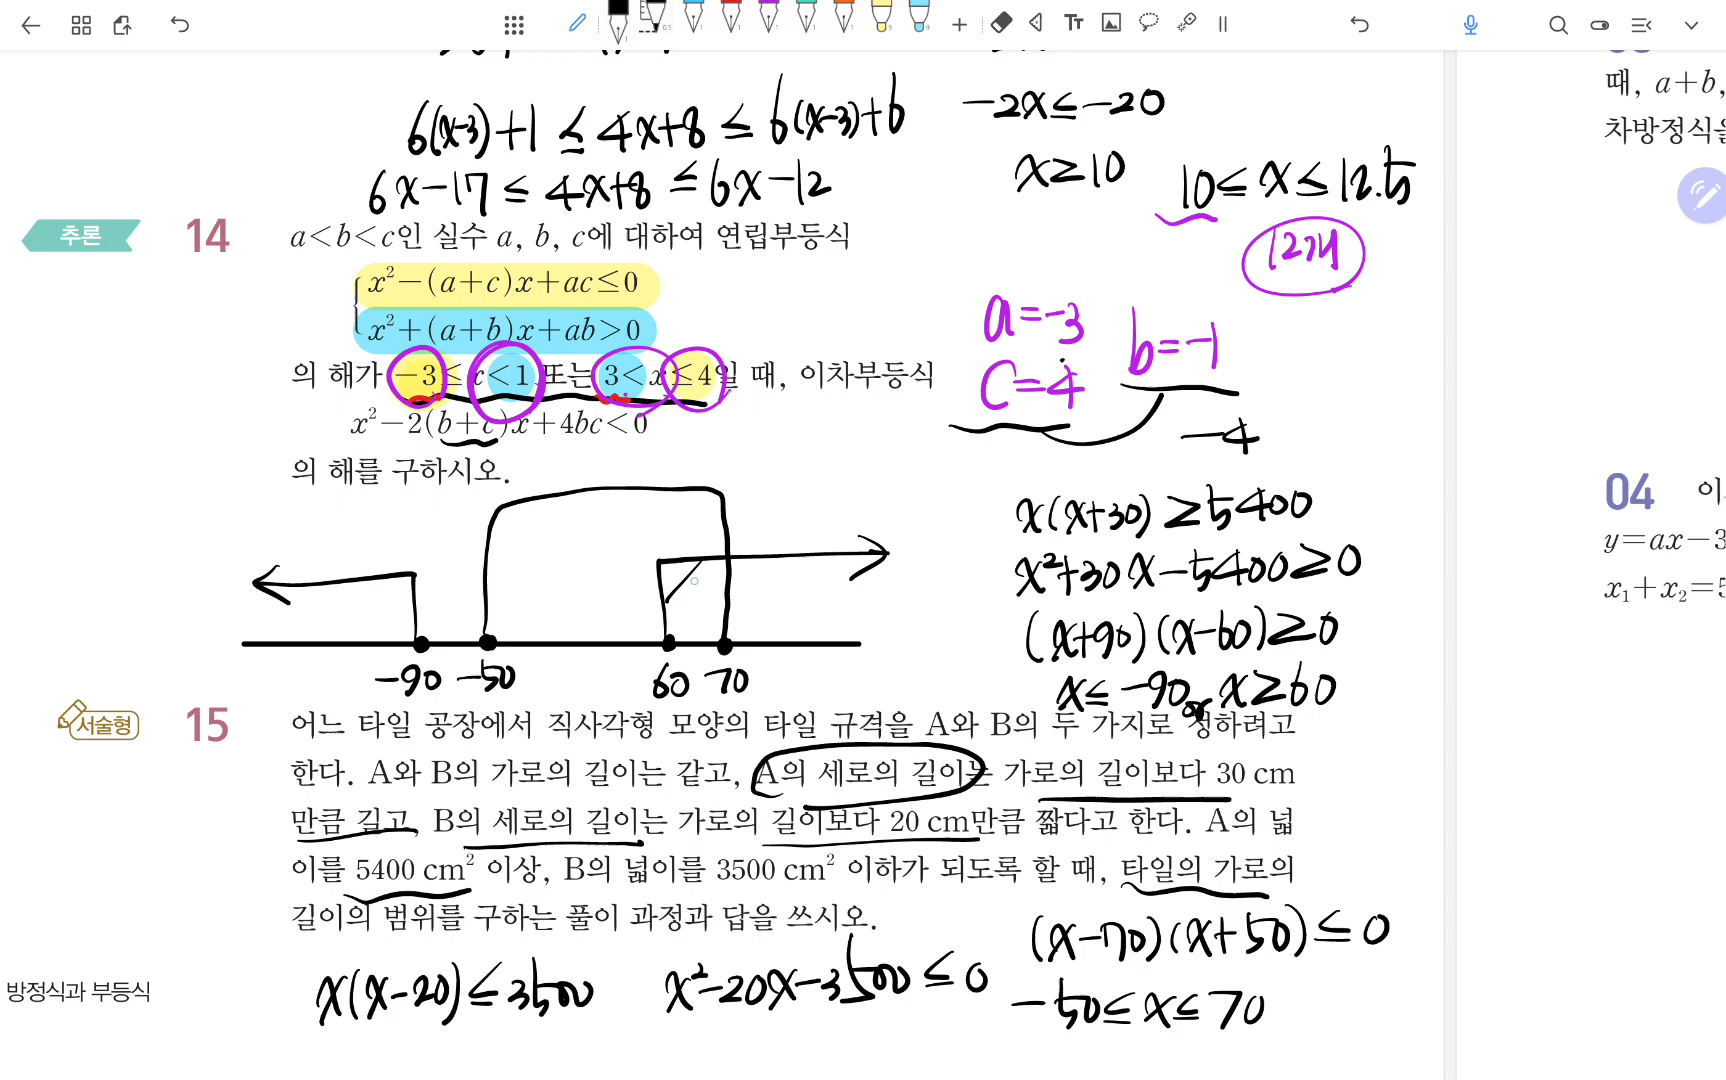 6(x-3)+1 ≤ 4x+8 ≤ 6(x-3)+6
6x-17 ≤ 4x+8 ≤ 6x-12
-2x ≤ -20
x ≥ 10
10 ≤ x ≤ 12.5
12개
추론
14
a<b<c인 실수 a, b, c에 대하여 연립부등식
x²-(a+c)x+ac≤0
x²+(a+b)x+ab>0
의 해가 -3≤x<1 또는 3<x≤4일 때, 이차부등식
x²-2(b+c)x+4bc<0
의 해를 구하시오.
a=-3
c=4
b=-1
-4
-90 -50 60 70
x(x+30) ≥ 5400
x²+30x-5400 ≥ 0
(x+90)(x-60) ≥ 0
x ≤ -90 or x ≥ 60
서술형
15
어느 타일 공장에서 직사각형 모양의 타일 규격을 A와 B의 두 가지로 정하려고
한다. A와 B의 가로의 길이는 같고, A의 세로의 길이는 가로의 길이보다 30 cm
만큼 길고, B의 세로의 길이는 가로의 길이보다 20 cm만큼 짧다고 한다. A의 넓
이를 5400 cm² 이상, B의 넓이를 3500 cm² 이하가 되도록 할 때, 타일의 가로의
길이의 범위를 구하는 풀이 과정과 답을 쓰시오.
x(x-20) ≤ 3500
x²-20x-3500 ≤ 0
(x-70)(x+50) ≤ 0
-50 ≤ x ≤ 70
방정식과 부등식
때, a+b,
차방정식을
04
y=ax-3
x₁+x₂=5